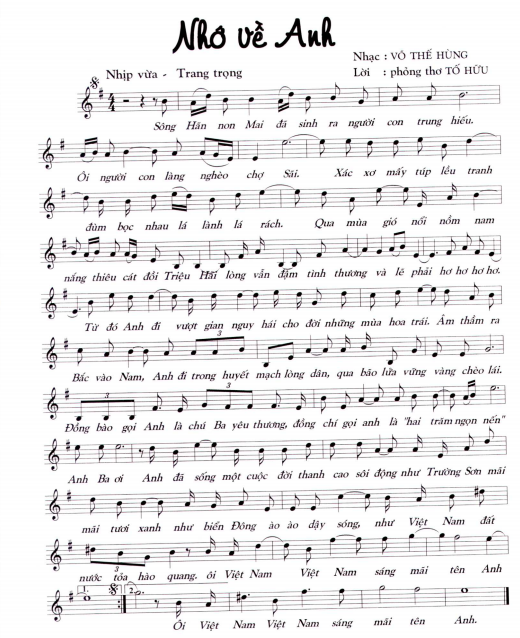 Nhớ về Anh
Nhạc : VÕ THẾ HÙNG
Nhịp vừa - Trang trọng
Lời : phỏng thơ TỐ HỮU
Sông Hãn non Mai đã sinh ra người con trung hiếu.
Ôi người con làng nghèo chợ Sái. Xác xơ mấy túp lều tranh
đùm bọc nhau lá lành lá rách. Qua mùa gió nồi nồm nam
nắng thiêu cát đồi Triệu Hải lòng vẫn đậm tình thương và lẽ phải hơ hơ hơ hơ.
Từ đó Anh đi vượt gian nguy hái cho đời những mùa hoa trái. Âm thầm ra
Bắc vào Nam, Anh đi trong huyết mạch lòng dân, qua bão lửa vững vàng chèo lái.
Đồng bào gọi Anh là chú Ba yêu thương, đồng chí gọi anh là "hai trăm ngọn nến"
Anh Ba ơi Anh đã sống một cuộc đời thanh cao sôi động như Trường Sơn mãi
mãi tươi xanh như biển Đông ào ào dậy sóng, như Việt Nam đất
nước tỏa hào quang. ôi Việt Nam Việt Nam sáng mãi tên Anh
1. 2.
Ôi Việt Nam Việt Nam sáng mãi tên Anh.